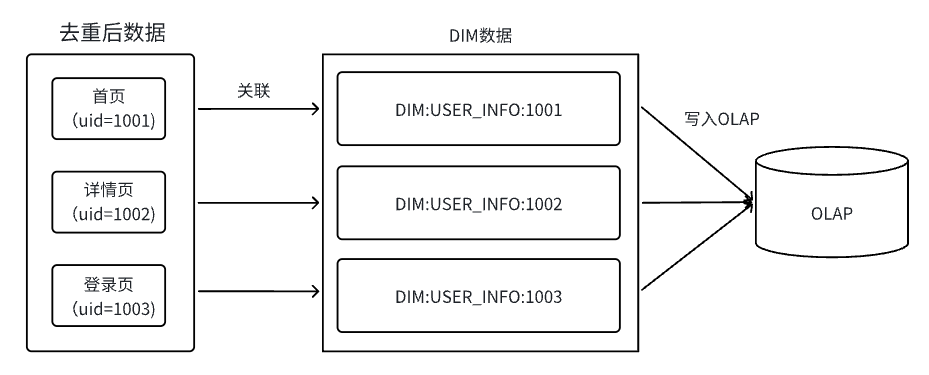 去重后数据
DIM数据
首页
（uid=1001)
关联
DIM:USER_INFO:1001
写入OLAP
详情页
（uid=1002)
DIM:USER_INFO:1002
OLAP
登录页
（uid=1003)
DIM:USER_INFO:1003